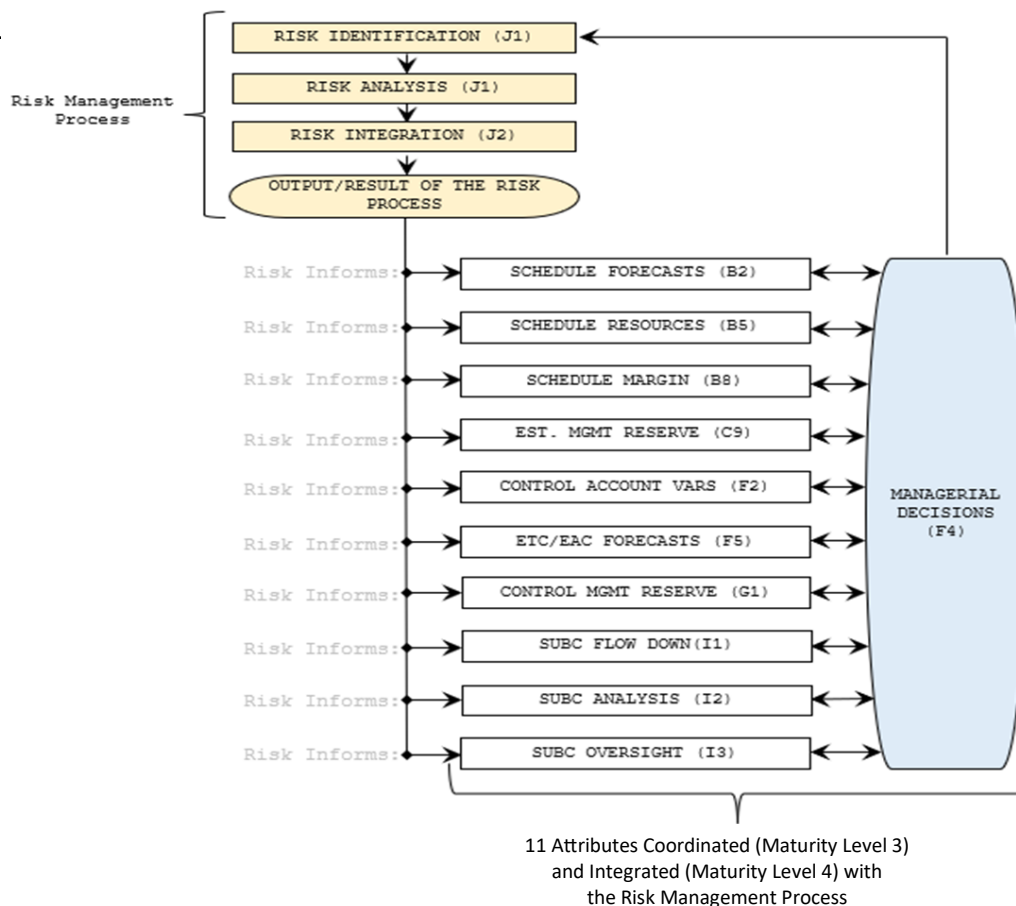 RISK IDENTIFICATION (J1)
RISK ANALYSIS (J1)
Risk Management
Process
RISK INTEGRATION (J2)
OUTPUT/RESULT OF THE RISK
PROCESS
Risk Informs:
SCHEDULE FORECASTS (B2)
Risk Informs:
SCHEDULE RESOURCES (B5)
Risk Informs:
SCHEDULE MARGIN (B8)
Risk Informs:
EST. MGMT RESERVE (C9)
Risk Informs:
CONTROL ACCOUNT VARS (F2)
Risk Informs:
ETC/EAC FORECASTS (F5)
Risk Informs:
CONTROL MGMT RESERVE (G1)
Risk Informs:
SUBC FLOW DOWN(I1)
Risk Informs:
SUBC ANALYSIS (I2)
Risk Informs:
SUBC OVERSIGHT (I3)
MANAGERIAL
DECISIONS
(F4)
11 Attributes Coordinated (Maturity Level 3)
and Integrated (Maturity Level 4) with
the Risk Management Process